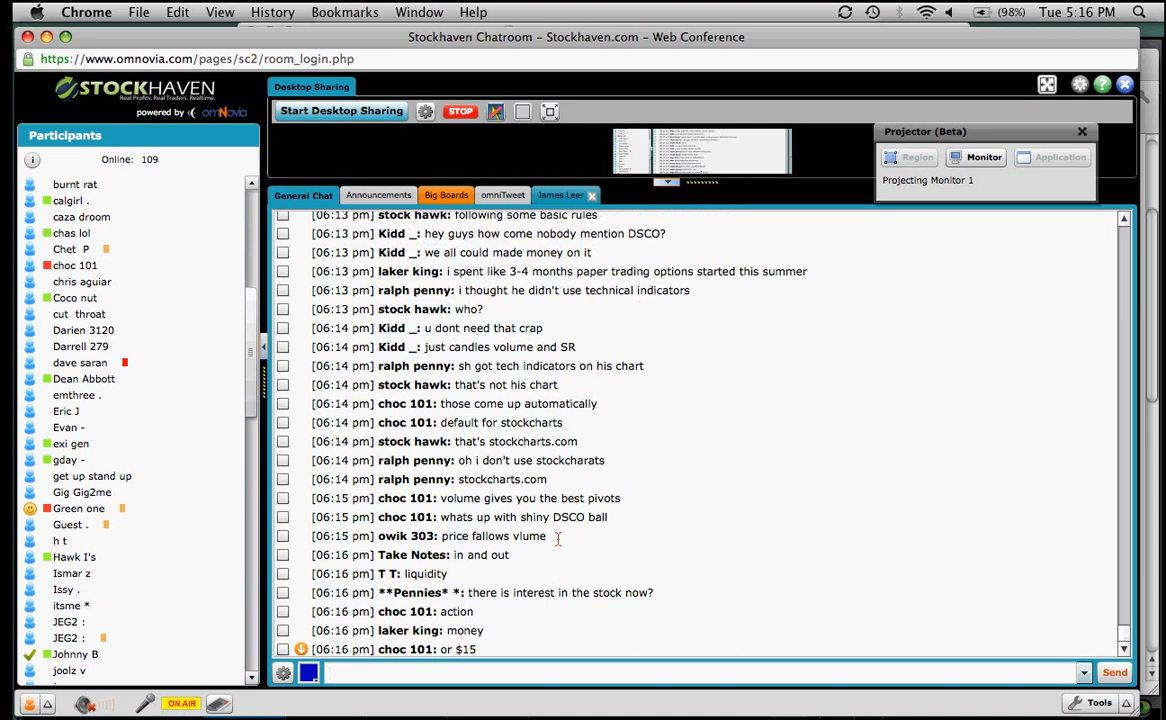 Chrome File Edit View History Bookmarks Window Help (98%) Tue 5:16 PM
Stockhaven Chatroom – Stockhaven.com – Web Conference
https://www.omnovia.com/pages/sc2/room_login.php
STOCKHAVEN
Real Profits. Real Traders. Realtime.
powered by omNovia
Participants
Online: 109
burnt rat
calgirl .
caza droom
chas lol
Chet P
choc 101
chris aguiar
Coco nut
cut throat
Darien 3120
Darrell 279
dave saran
Dean Abbott
emthree .
Eric J
Evan -
exi gen
gday -
get up stand up
Gig Gig2me
Green one
Guest .
h t
Hawk I's
Ismar z
Issy .
itsme *
JEG2 :
JEG2 :
Johnny B
joolz v
Desktop Sharing
Start Desktop Sharing STOP
Projector (Beta)
Region Monitor Application
Projecting Monitor 1
General Chat Announcements Big Boards omniTweet James Leer
[06:13 pm] stock hawk: following some basic rules
[06:13 pm] Kidd _: hey guys how come nobody mention DSCO?
[06:13 pm] Kidd _: we all could made money on it
[06:13 pm] laker king: i spent like 3-4 months paper trading options started this summer
[06:13 pm] ralph penny: i thought he didn't use technical indicators
[06:13 pm] stock hawk: who?
[06:14 pm] Kidd _: u dont need that crap
[06:14 pm] Kidd _: just candles volume and SR
[06:14 pm] ralph penny: sh got tech indicators on his chart
[06:14 pm] stock hawk: that's not his chart
[06:14 pm] choc 101: those come up automatically
[06:14 pm] choc 101: default for stockcharts
[06:14 pm] stock hawk: that's stockcharts.com
[06:14 pm] ralph penny: oh i don't use stockcharats
[06:14 pm] ralph penny: stockcharts.com
[06:15 pm] choc 101: volume gives you the best pivots
[06:15 pm] choc 101: whats up with shiny DSCO ball
[06:15 pm] owik 303: price fallows vlume
[06:16 pm] Take Notes: in and out
[06:16 pm] T T: liquidity
[06:16 pm] **Pennies* *: there is interest in the stock now?
[06:16 pm] choc 101: action
[06:16 pm] laker king: money
[06:16 pm] choc 101: or $15
Send
ON AIR
Tools